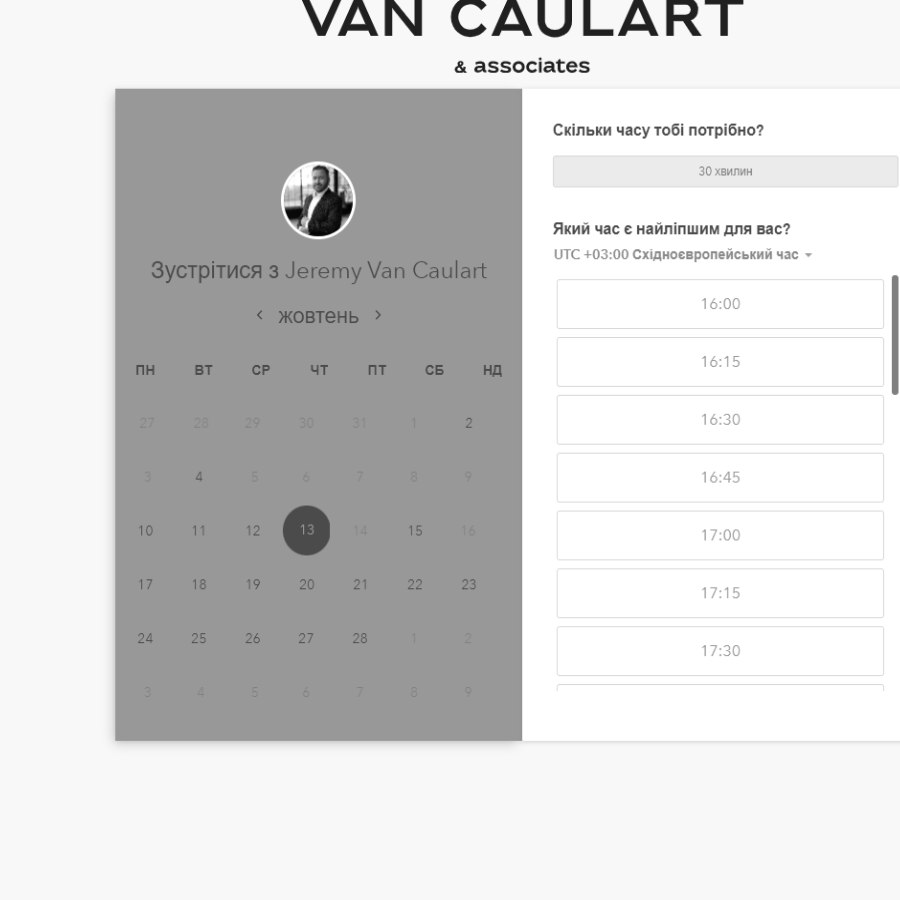 VAN CAULART
& associates
Зустрітися з Jeremy Van Caulart
‹ жовтень ›
ПН ВТ СР ЧТ ПТ СБ НД
27 28 29 30 31 1 2
3 4 5 6 7 8 9
10 11 12 13 14 15 16
17 18 19 20 21 22 23
24 25 26 27 28 1 2
3 4 5 6 7 8 9
Скільки часу тобі потрібно?
30 хвилин
Який час є найліпшим для вас?
UTC +03:00 Східноєвропейський час
16:00
16:15
16:30
16:45
17:00
17:15
17:30